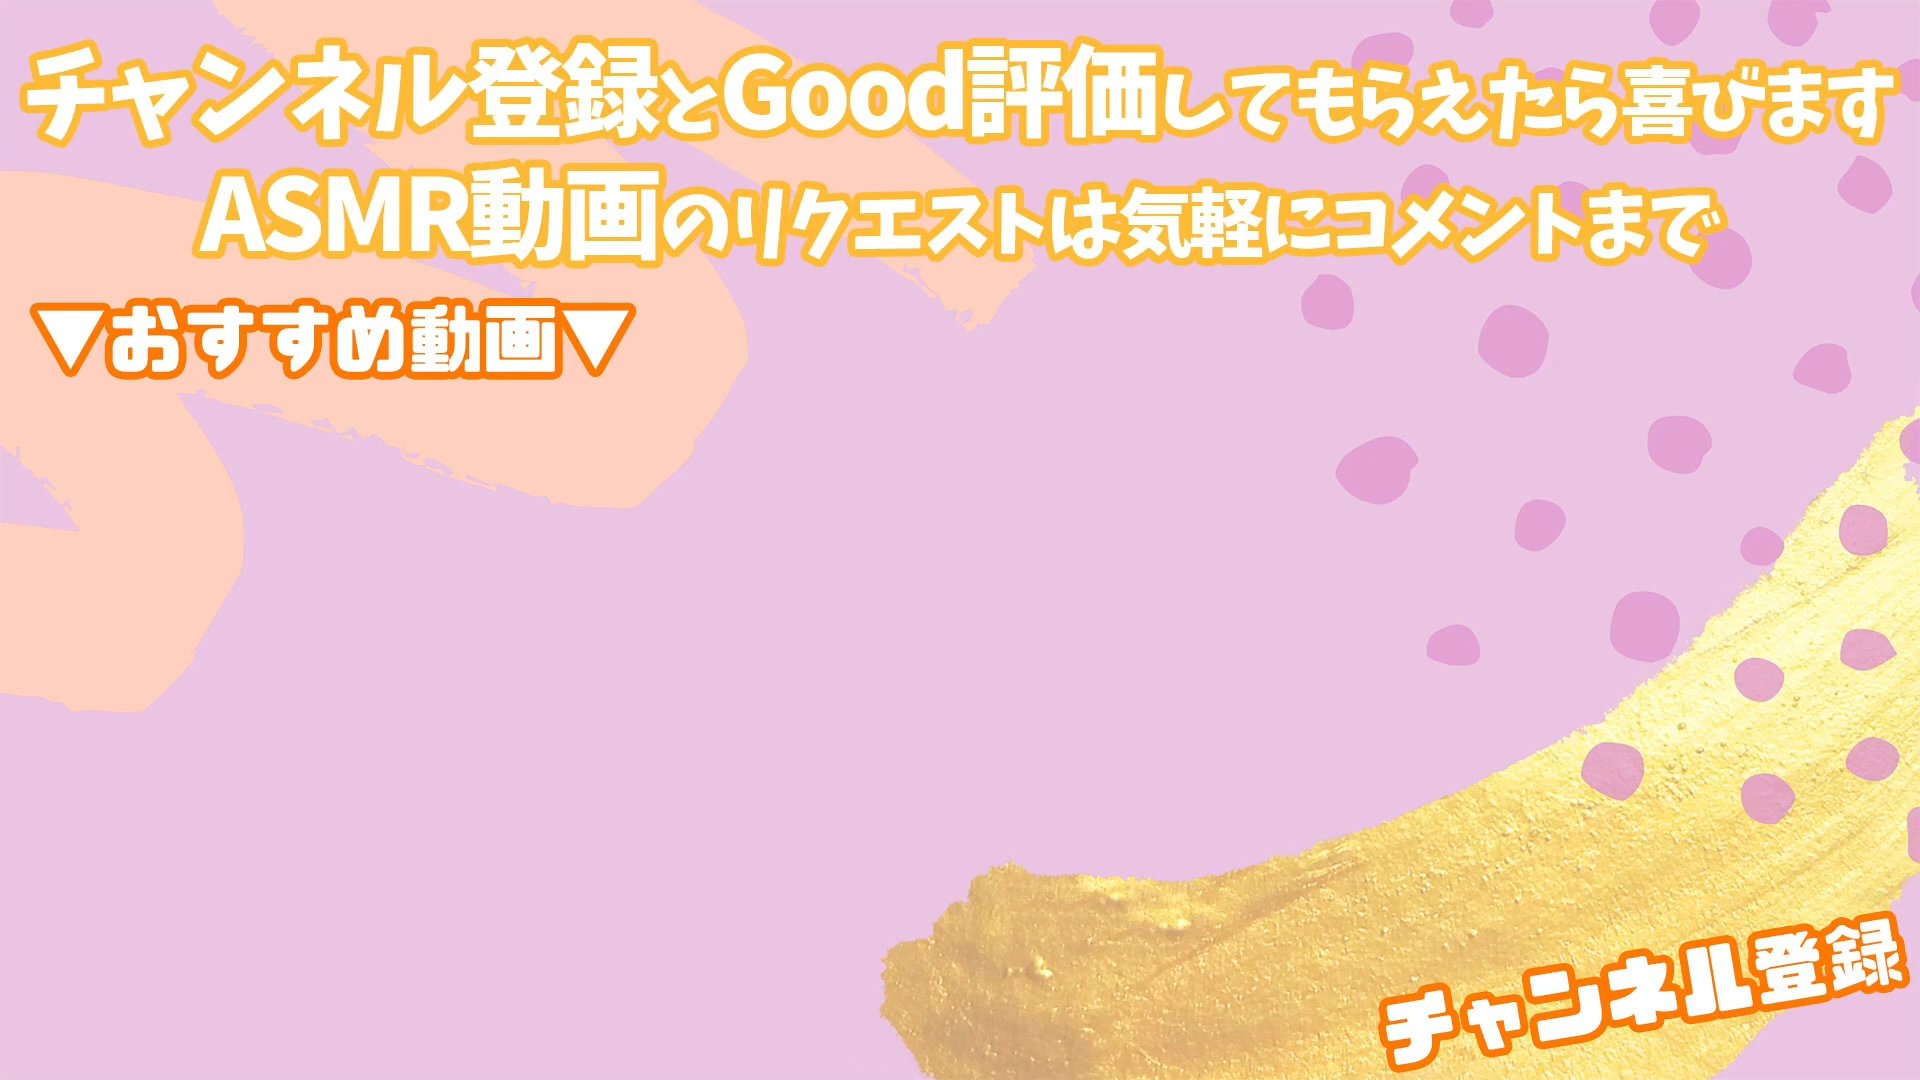 チャンネル登録とGood評価してもらえたら喜びます
ASMR動画のリクエストは気軽にコメントまで
▼おすすめ動画▼
チャンネル登録